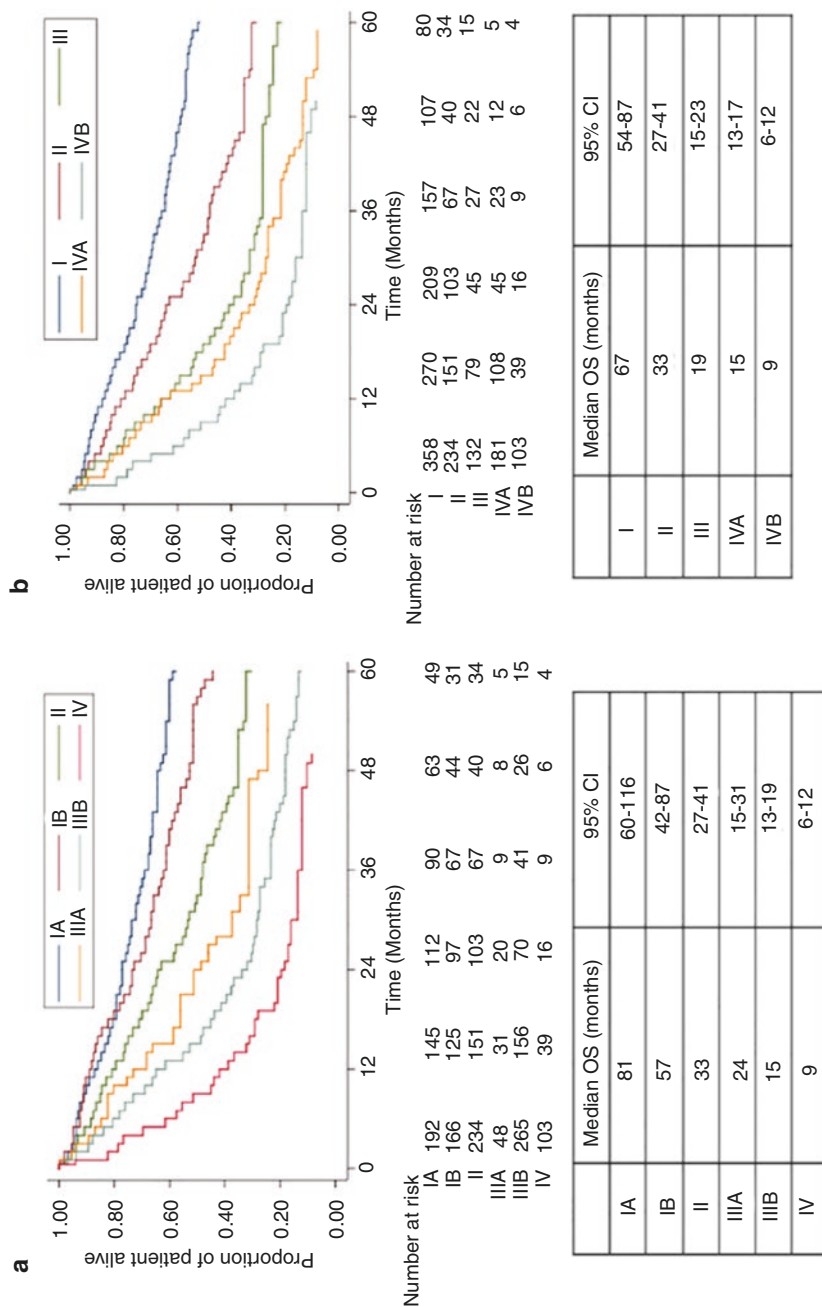 a
IA IB II
IIIA IIIB IV
1.00
0.80
0.60
0.40
0.20
0.00
Proportion of patient alive
0 12 24 36 48 60
Time (Months)
Number at risk
IA 192 145 112 90 63 49
IB 166 125 97 67 44 31
II 234 151 103 67 40 34
IIIA 48 31 20 9 8 5
IIIB 265 156 70 41 26 15
IV 103 39 16 9 6 4
Median OS (months) 95% CI
IA 81 60-116
IB 57 42-87
II 33 27-41
IIIA 24 15-31
IIIB 15 13-19
IV 9 6-12
b
I II III
IVA IVB
1.00
0.80
0.60
0.40
0.20
0.00
Proportion of patient alive
0 12 24 36 48 60
Time (Months)
Number at risk
I 358 270 209 157 107 80
II 234 151 103 67 40 34
III 132 79 45 27 22 15
IVA 181 108 45 23 12 5
IVB 103 39 16 9 6 4
Median OS (months) 95% CI
I 67 54-87
II 33 27-41
III 19 15-23
IVA 15 13-17
IVB 9 6-12